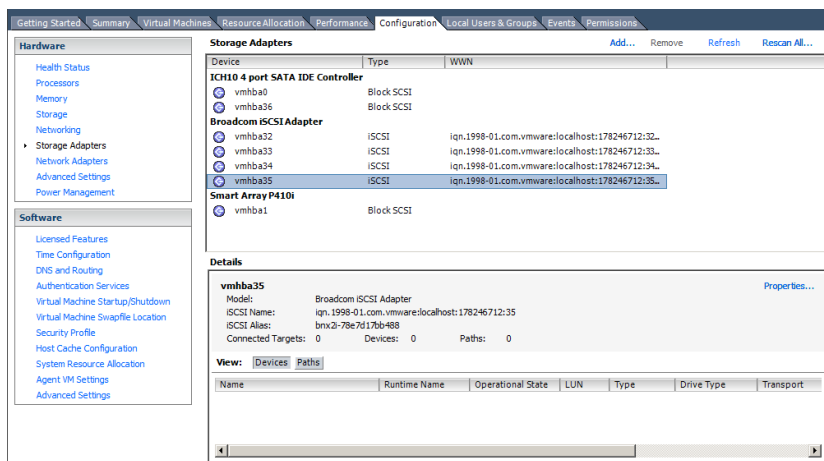 Getting Started Summary Virtual Machines Resource Allocation Performance Configuration Local Users & Groups Events Permissions
Hardware
Health Status
Processors
Memory
Storage
Networking
Storage Adapters
Network Adapters
Advanced Settings
Power Management
Software
Licensed Features
Time Configuration
DNS and Routing
Authentication Services
Virtual Machine Startup/Shutdown
Virtual Machine Swapfile Location
Security Profile
Host Cache Configuration
System Resource Allocation
Agent VM Settings
Advanced Settings
Storage Adapters Add... Remove Refresh Rescan All...
Device Type WWN
ICH10 4 port SATA IDE Controller
vmhba0 Block SCSI
vmhba36 Block SCSI
Broadcom iSCSI Adapter
vmhba32 iSCSI iqn.1998-01.com.vmware:localhost:178246712:32...
vmhba33 iSCSI iqn.1998-01.com.vmware:localhost:178246712:33...
vmhba34 iSCSI iqn.1998-01.com.vmware:localhost:178246712:34...
vmhba35 iSCSI iqn.1998-01.com.vmware:localhost:178246712:35...
Smart Array P410i
vmhba1 Block SCSI
Details
vmhba35 Properties...
Model: Broadcom iSCSI Adapter
iSCSI Name: iqn.1998-01.com.vmware:localhost:178246712:35
iSCSI Alias: bnx2i-78e7d17bb488
Connected Targets: 0 Devices: 0 Paths: 0
View: Devices Paths
Name Runtime Name Operational State LUN Type Drive Type Transport